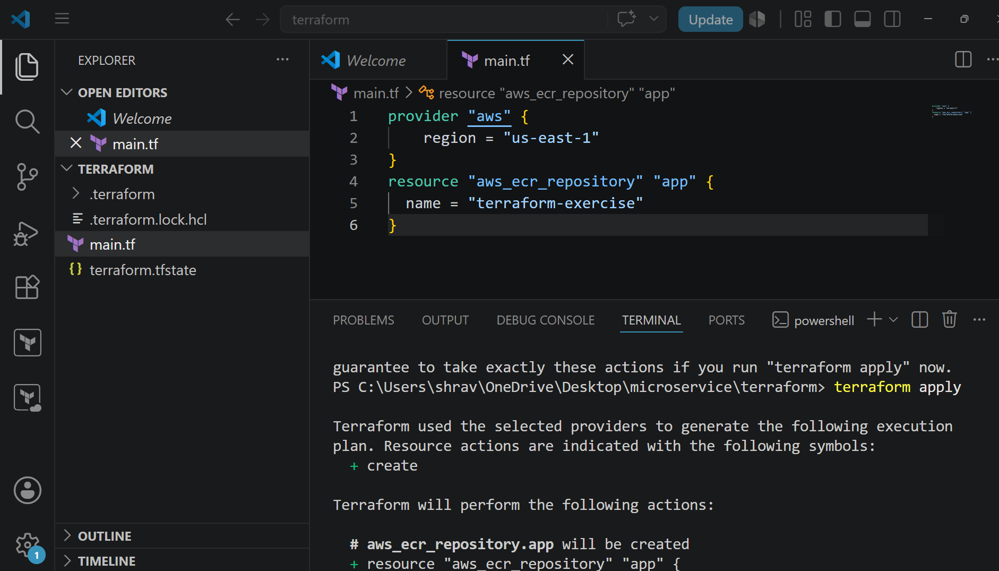 terraform
Update
EXPLORER
OPEN EDITORS
Welcome
main.tf
TERRAFORM
.terraform
.terraform.lock.hcl
main.tf
terraform.tfstate
OUTLINE
TIMELINE
1
Welcome
main.tf
main.tf > resource "aws_ecr_repository" "app"
1 provider "aws" {
2 region = "us-east-1"
3 }
4 resource "aws_ecr_repository" "app" {
5 name = "terraform-exercise"
6 }
PROBLEMS OUTPUT DEBUG CONSOLE TERMINAL PORTS powershell
guarantee to take exactly these actions if you run "terraform apply" now.
PS C:\Users\shrav\OneDrive\Desktop\microservice\terraform> terraform apply
Terraform used the selected providers to generate the following execution
plan. Resource actions are indicated with the following symbols:
+ create
Terraform will perform the following actions:
# aws_ecr_repository.app will be created
+ resource "aws_ecr_repository" "app" {